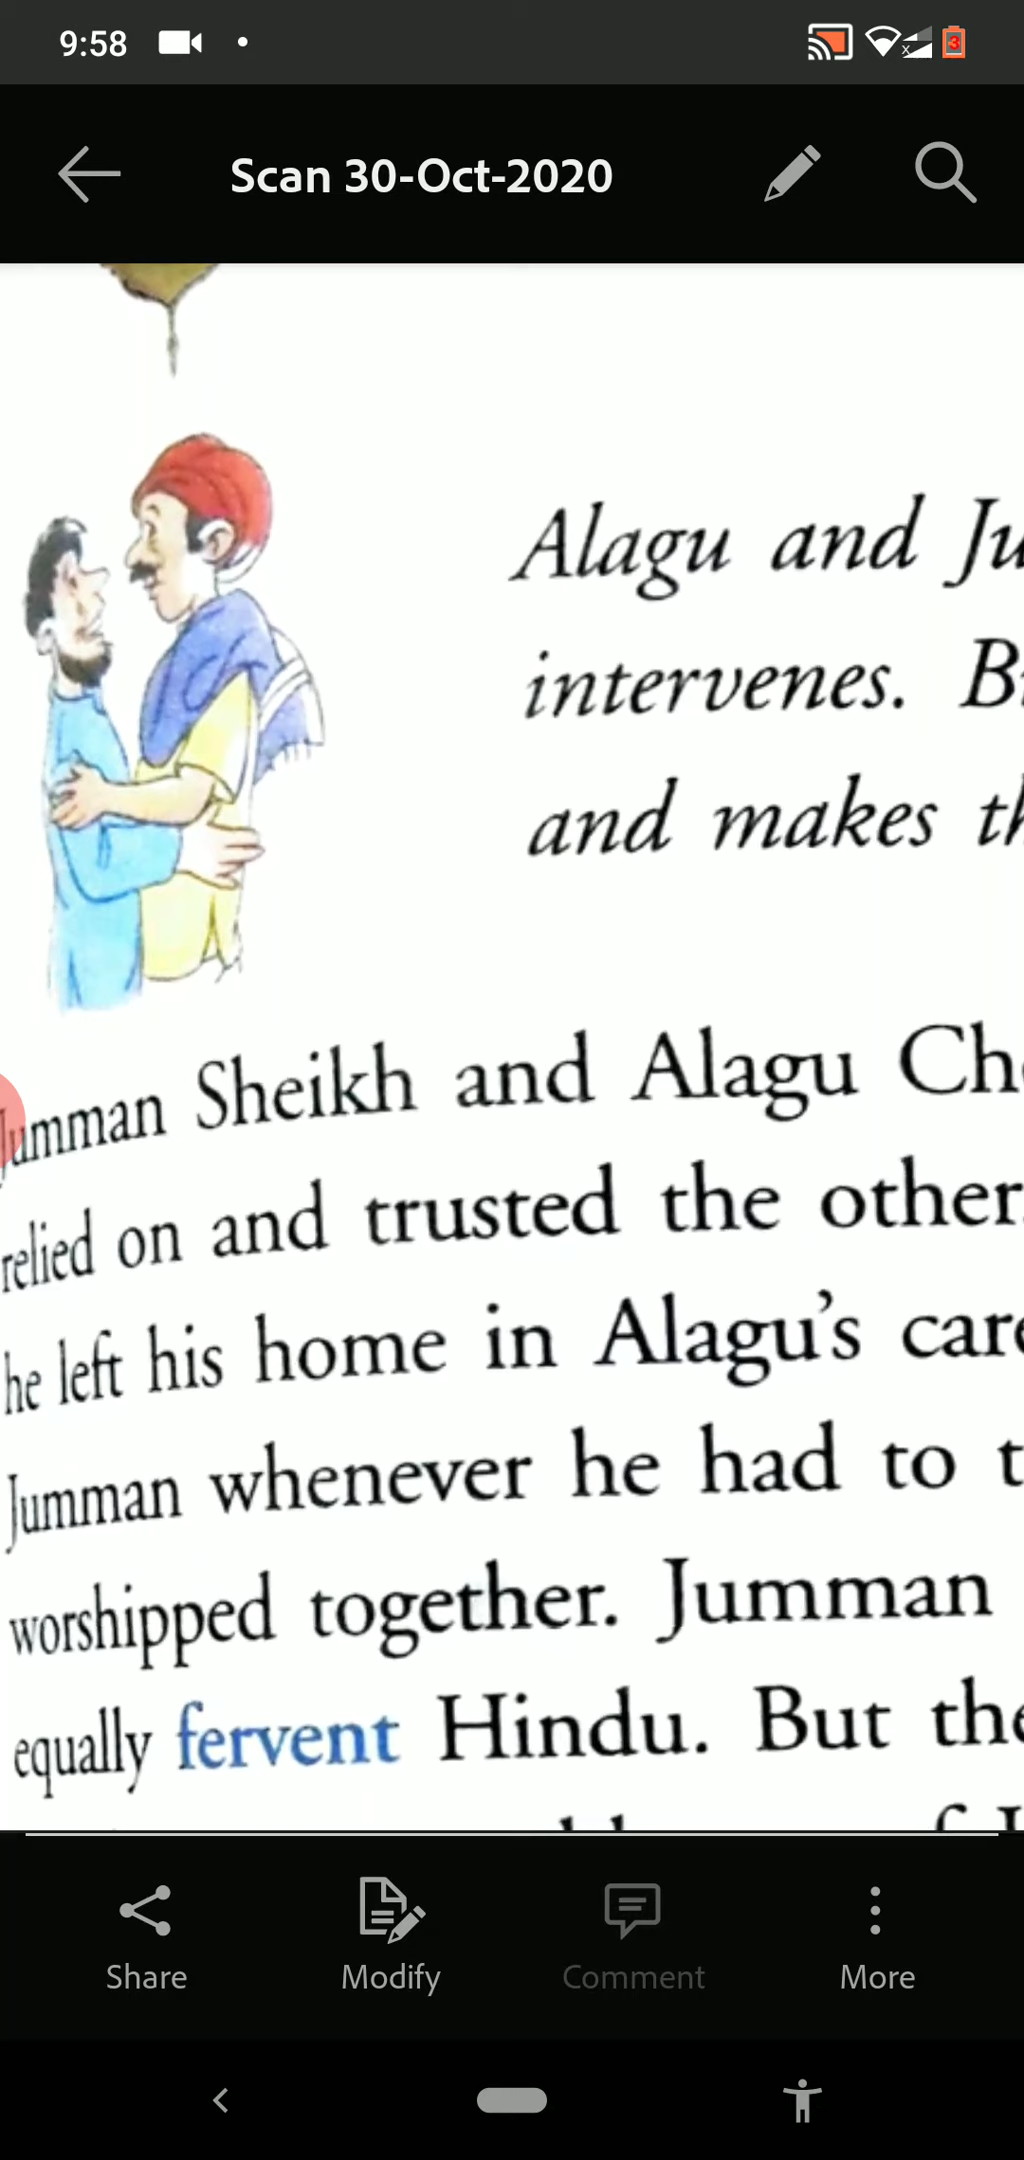 9:58
3
Scan 30-Oct-2020
Alagu and
intervenes.
and makes
Jumman Sheikh and Alagu
relied on and trusted the other
he left his home in Alagu's
Jumman whenever he had to
worshipped together. Jumman
equally fervent Hindu. But
Share
Modify
Comment
More